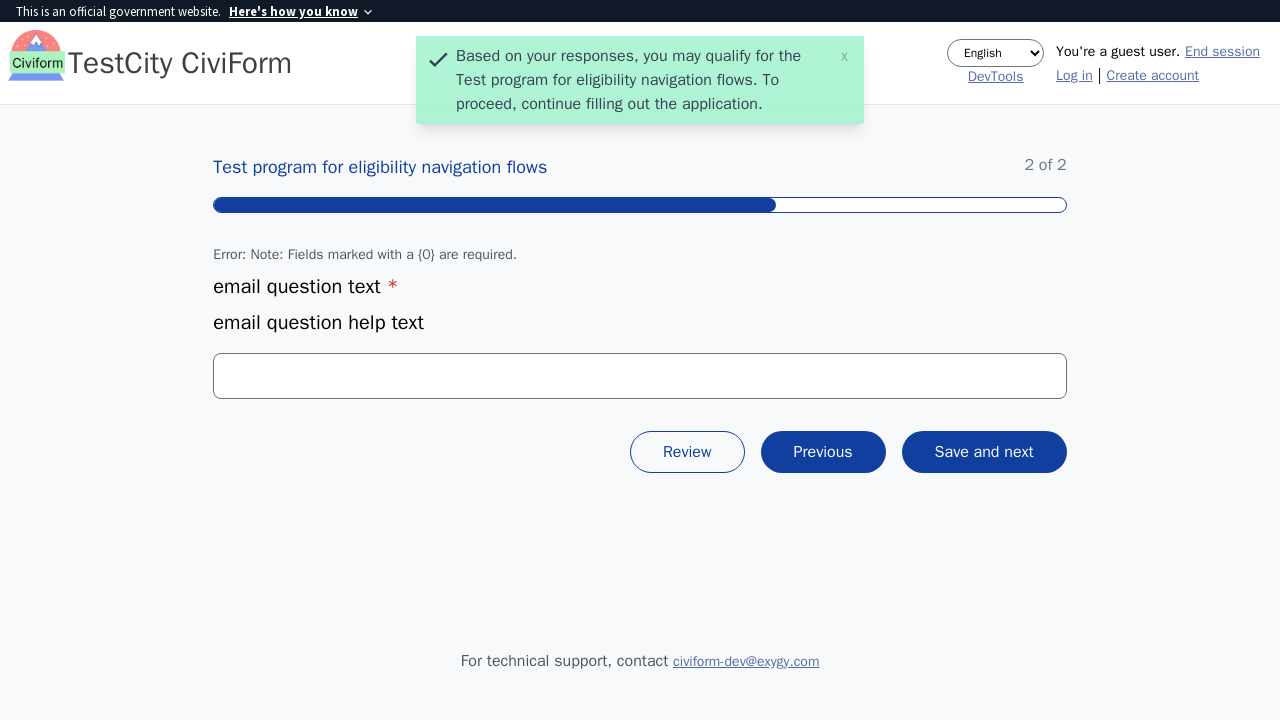 This is an official government website. Here's how you know
Civiform
TestCity CiviForm
Based on your responses, you may qualify for the
Test program for eligibility navigation flows. To
proceed, continue filling out the application.
x
English
DevTools
You're a guest user. End session
Log in | Create account
Test program for eligibility navigation flows
2 of 2
Error: Note: Fields marked with a {0} are required.
email question text *
email question help text
Review
Previous
Save and next
For technical support, contact civiform-dev@exygy.com